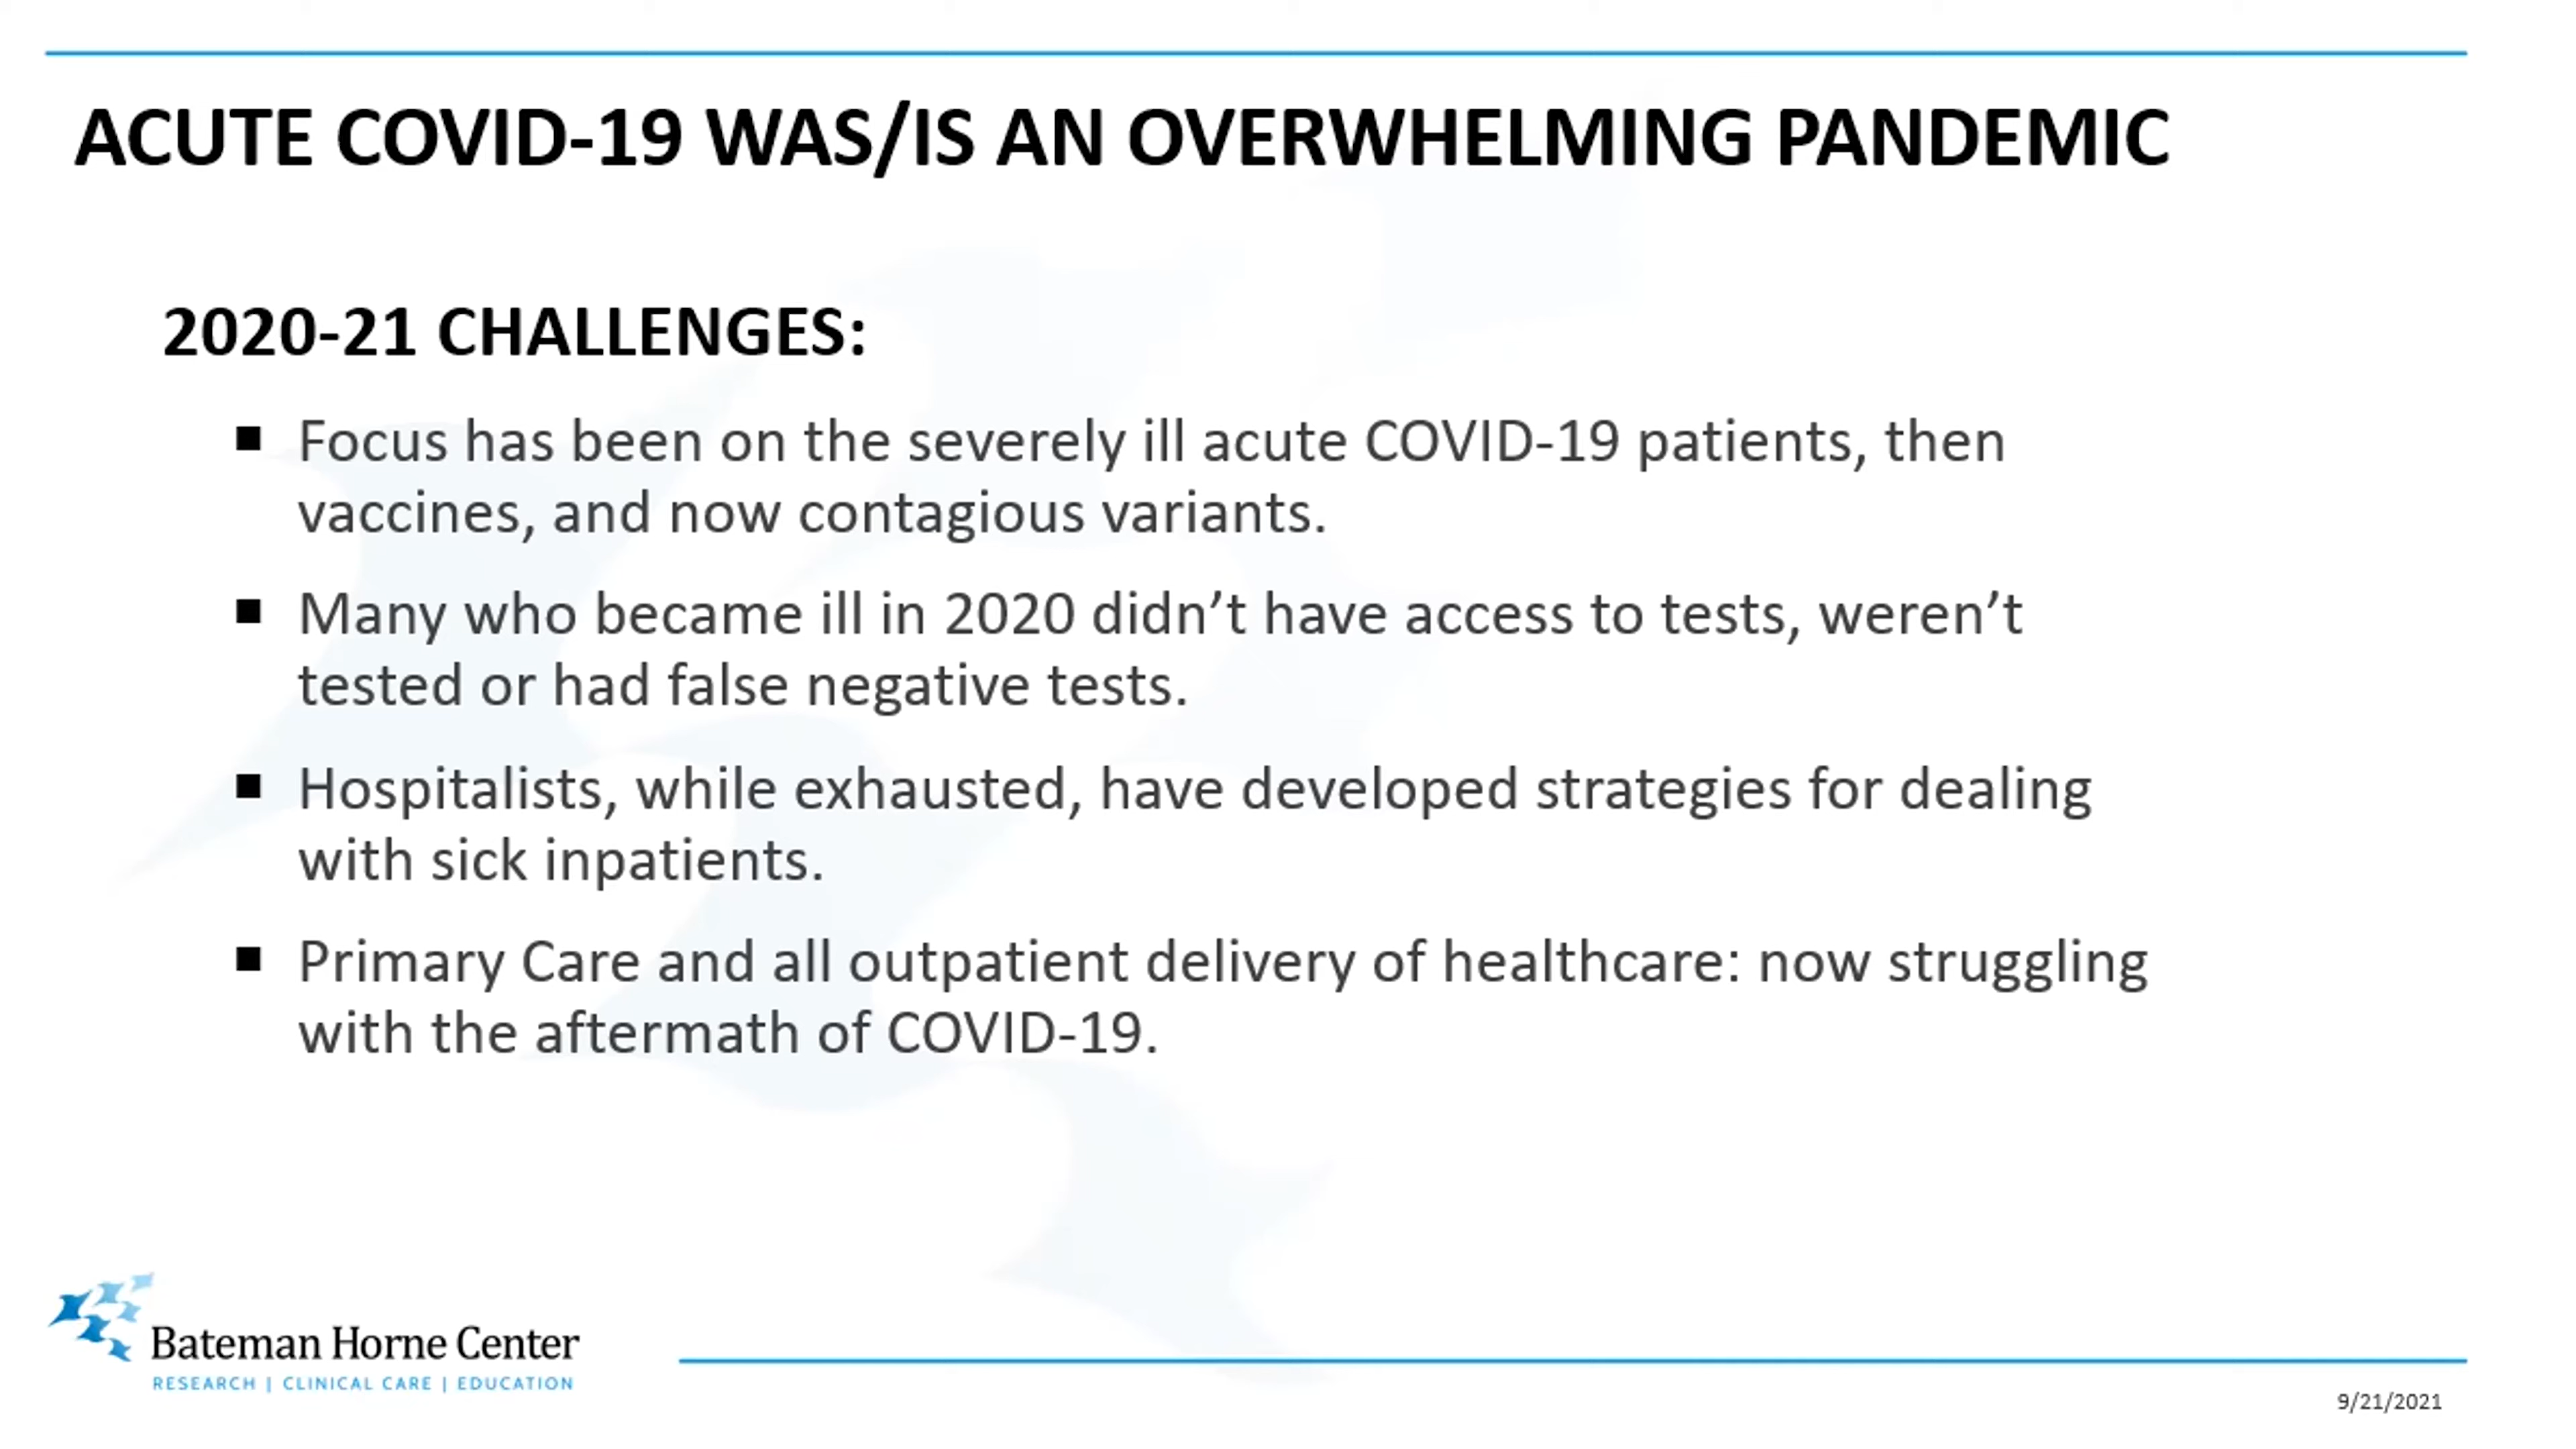 ACUTE COVID-19 WAS/IS AN OVERWHELMING PANDEMIC
2020-21 CHALLENGES:
▪ Focus has been on the severely ill acute COVID-19 patients, then
vaccines, and now contagious variants.
▪ Many who became ill in 2020 didn’t have access to tests, weren’t
tested or had false negative tests.
▪ Hospitalists, while exhausted, have developed strategies for dealing
with sick inpatients.
▪ Primary Care and all outpatient delivery of healthcare: now struggling
with the aftermath of COVID-19.
Bateman Horne Center
RESEARCH | CLINICAL CARE | EDUCATION
9/21/2021